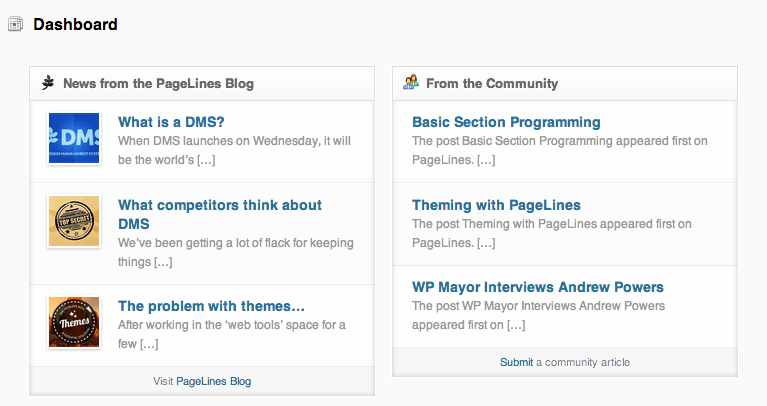 Dashboard
News from the PageLines Blog
DMS
What is a DMS?
When DMS launches on Wednesday, it will
be the world's [...]
TOP SECRET
What competitors think about
DMS
We've been getting a lot of flack for keeping
things [...]
Themes
The problem with themes...
After working in the 'web tools' space for a
few [...]
Visit PageLines Blog
From the Community
Basic Section Programming
The post Basic Section Programming appeared first on
PageLines. [...]
Theming with PageLines
The post Theming with PageLines appeared first on
PageLines. [...]
WP Mayor Interviews Andrew Powers
The post WP Mayor Interviews Andrew Powers
appeared first on [...]
Submit a community article